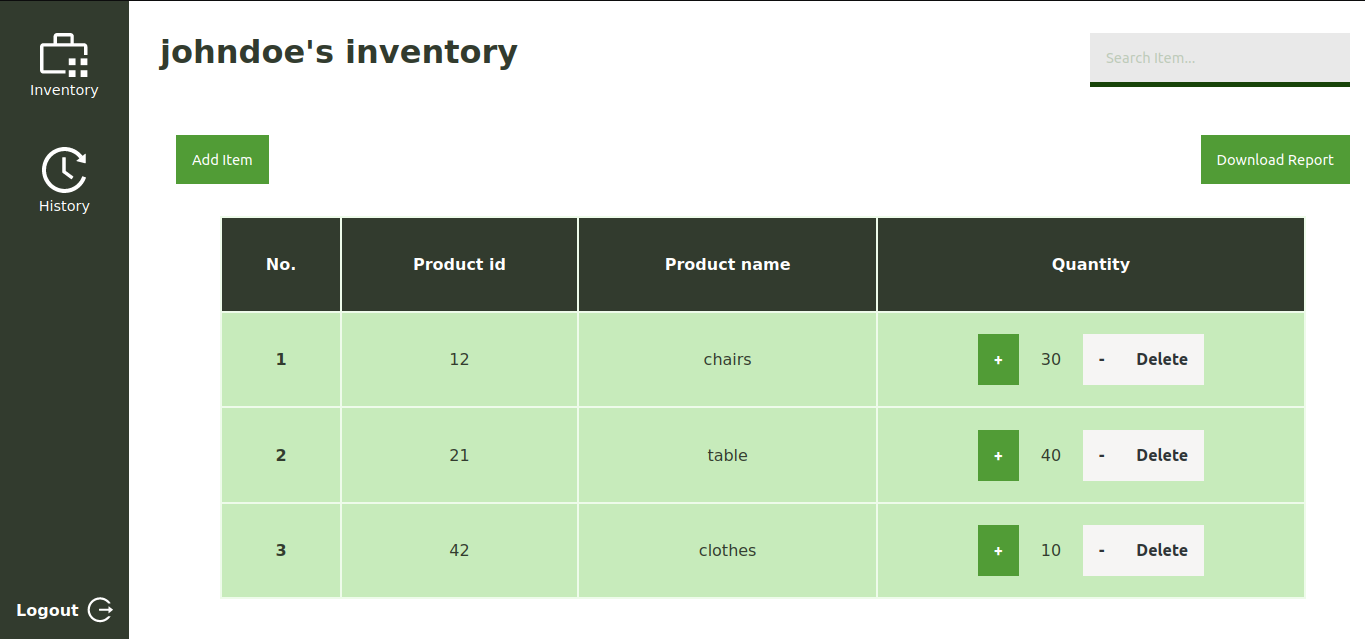 Inventory
History
Logout
johndoe's inventory
Search Item...
Add Item
Download Report
No. Product id Product name Quantity
1 12 chairs + 30 - Delete
2 21 table + 40 - Delete
3 42 clothes + 10 - Delete